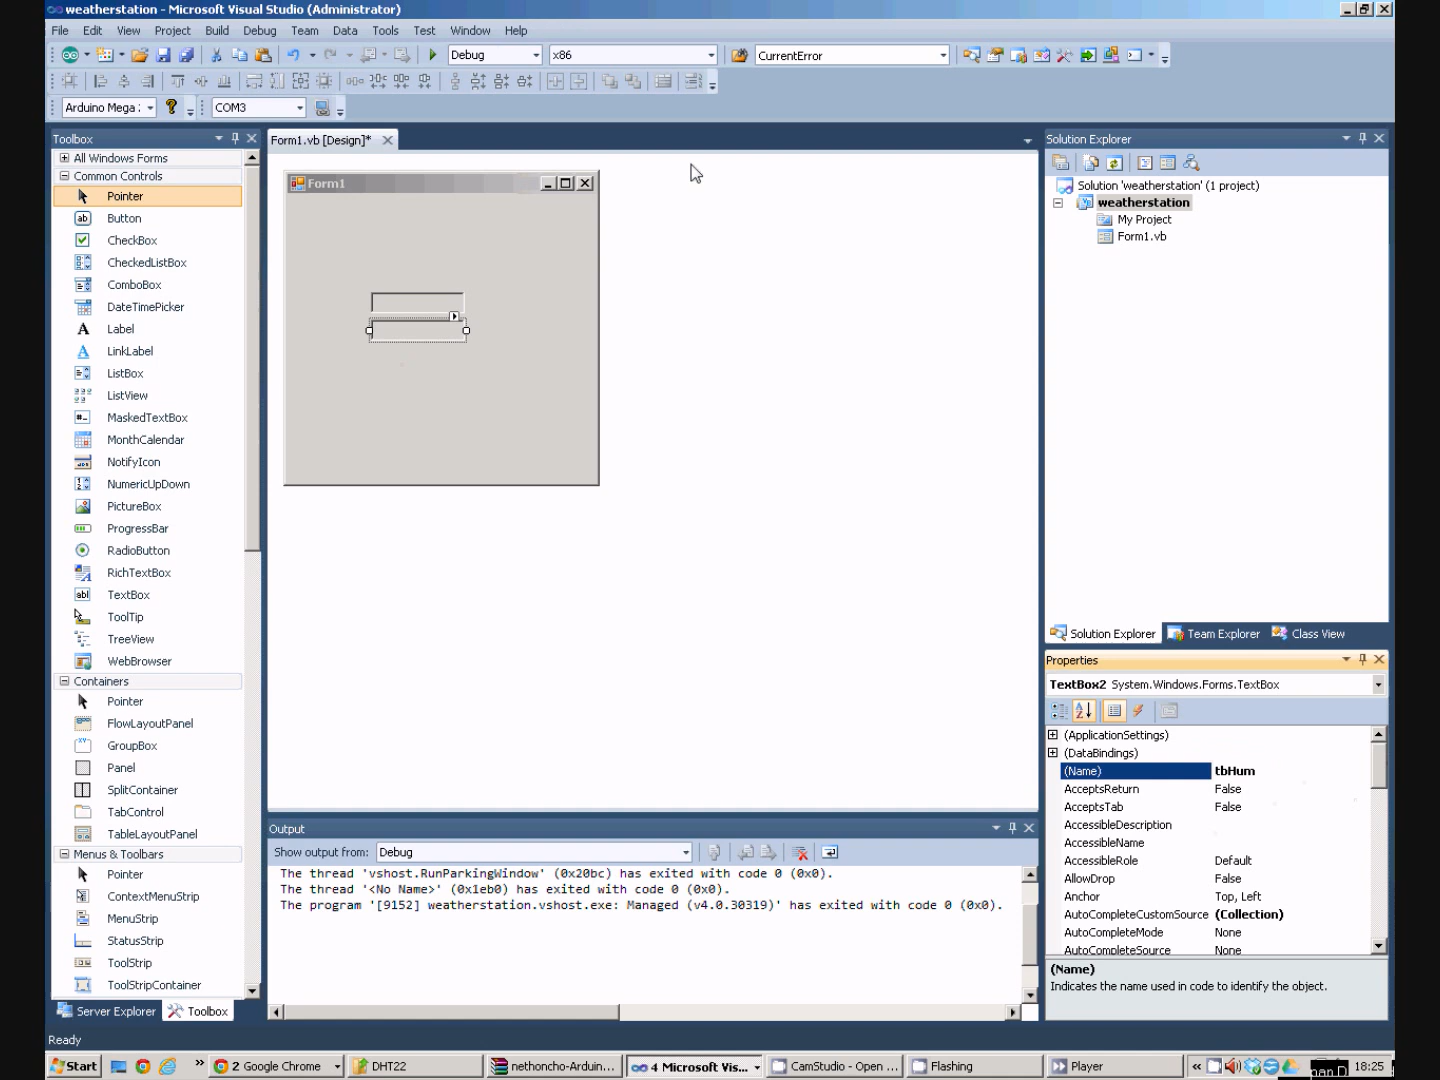 weatherstation - Microsoft Visual Studio (Administrator)
File Edit View Project Build Debug Team Data Tools Test Window Help
Debug x86 CurrentError
Arduino Mega COM3
Toolbox
Form1.vb [Design]*
Solution Explorer
All Windows Forms
Common Controls
Pointer
Button
CheckBox
CheckedListBox
ComboBox
DateTimePicker
Label
LinkLabel
ListBox
ListView
MaskedTextBox
MonthCalendar
NotifyIcon
NumericUpDown
PictureBox
ProgressBar
RadioButton
RichTextBox
TextBox
ToolTip
TreeView
WebBrowser
Containers
Pointer
FlowLayoutPanel
GroupBox
Panel
SplitContainer
TabControl
TableLayoutPanel
Menus & Toolbars
Pointer
ContextMenuStrip
MenuStrip
StatusStrip
ToolStrip
ToolStripContainer
Server Explorer Toolbox
Form1
Solution 'weatherstation' (1 project)
weatherstation
My Project
Form1.vb
Solution Explorer Team Explorer Class View
Properties
TextBox2 System.Windows.Forms.TextBox
(ApplicationSettings)
(DataBindings)
(Name) tbHum
AcceptsReturn False
AcceptsTab False
AccessibleDescription
AccessibleName
AccessibleRole Default
AllowDrop False
Anchor Top, Left
AutoCompleteCustomSource (Collection)
AutoCompleteMode None
AutoCompleteSource None
(Name)
Indicates the name used in code to identify the object.
Output
Show output from: Debug
The thread 'vshost.RunParkingWindow' (0x20bc) has exited with code 0 (0x0).
The thread '<No Name>' (0x1eb0) has exited with code 0 (0x0).
The program '[9152] weatherstation.vshost.exe: Managed (v4.0.30319)' has exited with code 0 (0x0).
Ready
Start 2 Google Chrome DHT22 nethoncho-Arduin... 4 Microsoft Vis... CamStudio - Open ... Flashing Player 18:25